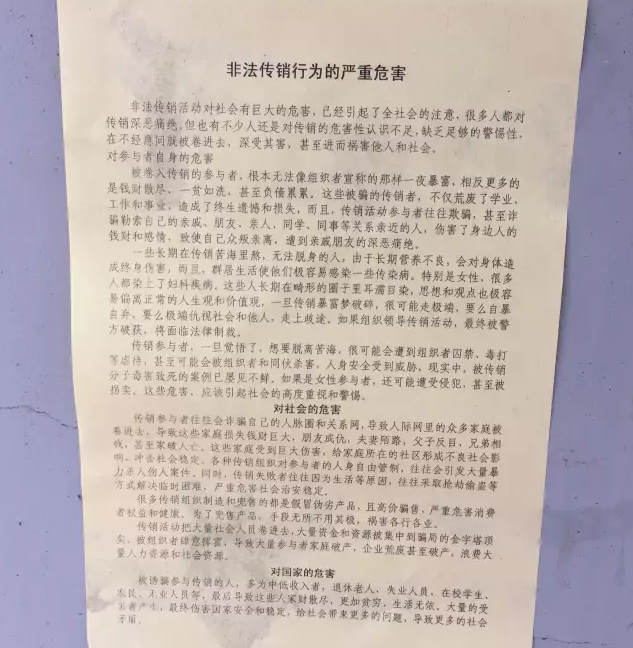 非法传销行为的严重危害
非法传销活动对社会有巨大的危害，已经引起了全社会的注意，很多人都对
传销深恶痛绝。但也有不少人还是对传销的危害性认识不足，缺乏足够的警惕性，
在不经意间就被卷进去，深受其害，甚至进而祸害他人和社会。
对参与者自身的危害
被卷入传销的参与者，根本无法像组织者宣称的那样一夜暴富，相反更多的
是钱财散尽，一贫如洗，甚至负债累累。这些被骗的传销者，不仅荒废了学业、
工作和事业，造成了终生遗憾和损失，而且，传销活动参与者往往欺骗，甚至诈
骗勒索自己的亲戚、朋友、亲人、同学、同事等关系亲近的人，伤害了身边人的
钱财和感情，致使自己众叛亲离，遭到亲戚朋友的深恶痛绝。
一些长期在传销苦海里熬，无法脱身的人，由于长期营养不良，会对身体造
成终身伤害，而且，群居生活使他们极容易感染一些传染病。特别是女性，很多
人都染上了妇科疾病。这些人长期在畸形的圈子里耳濡目染，思想和观点也极容
易偏离正常的人生观和价值观，一旦传销暴富梦破碎，很可能走极端，要么自暴
自弃，要么极端仇视社会和他人，走上歧途。如果组织领导传销活动，最终被警
方破获，将面临法律制裁。
传销参与者，一旦觉悟了，想要脱离苦海，很可能会遭到组织者囚禁、毒打
等虐待，甚至可能会被组织者和同伙杀害，人身安全受到威胁，现实中，被传销
分子毒害致死的案例已屡见不鲜。如果是女性参与者，还可能遭受侵犯，甚至被
拐卖。这些危害，应该引起社会的高度重视和警惕。
对社会的危害
传销参与者往往会诈骗自己的人脉圈和关系网，导致人际网里的众多家庭被
卷进去，导致这些家庭损失钱财巨大，朋友成仇，夫妻陌路，父子反目，兄弟相
残，甚至家破人亡。这些家庭受到巨大伤害，给家庭所在的社区形成不良社会影
响，冲击社会稳定。各种传销组织对参与者的人身自由管制，往往会引发大量暴
力杀人伤人案件。同时，传销失败者往往因为生活等原因，往往采取抢劫偷盗等
方式解决临时困难，严重危害社会治安稳定。
很多传销组织制造和兜售的都是假冒伪劣产品，且高价骗售，严重危害消费
者权益和健康。为了兜售产品，手段无所不用其极，祸害各行各业。
传销活动把大量社会人员卷进去，大量资金和资源被集中到骗局的金字塔顶
尖，被组织者肆意挥霍，导致大量参与者家庭破产，企业荒废甚至破产，浪费大
量人力资源和社会资源。
对国家的危害
被诱骗参与传销的人，多为中低收入者，退休老人、失业人员、在校学生、
农民、无业人员等，最后导致这些人家财散尽，更加贫穷，生活无依、大量的受
害者产生，最终伤害国家安全和稳定，给社会带来更多的问题，导致更多的社会
矛盾。